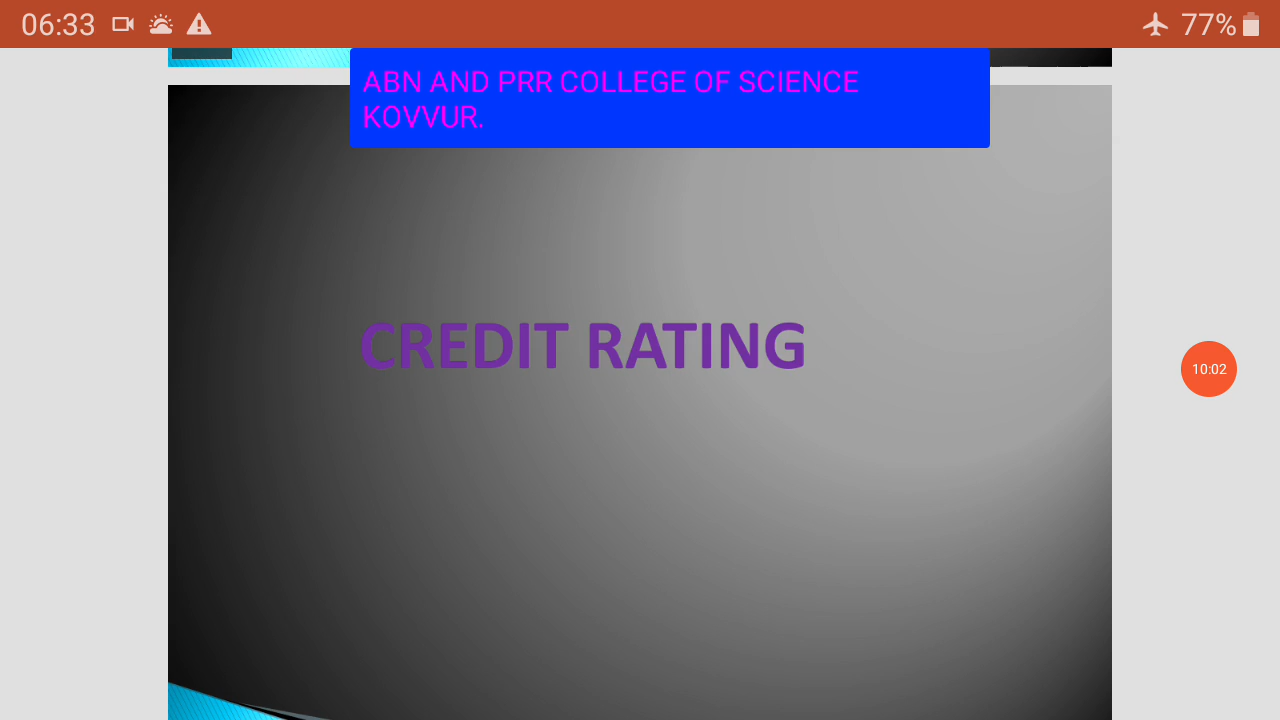 06:33
77%
ABN AND PRR COLLEGE OF SCIENCE
KOVVUR.
CREDIT RATING
10:02